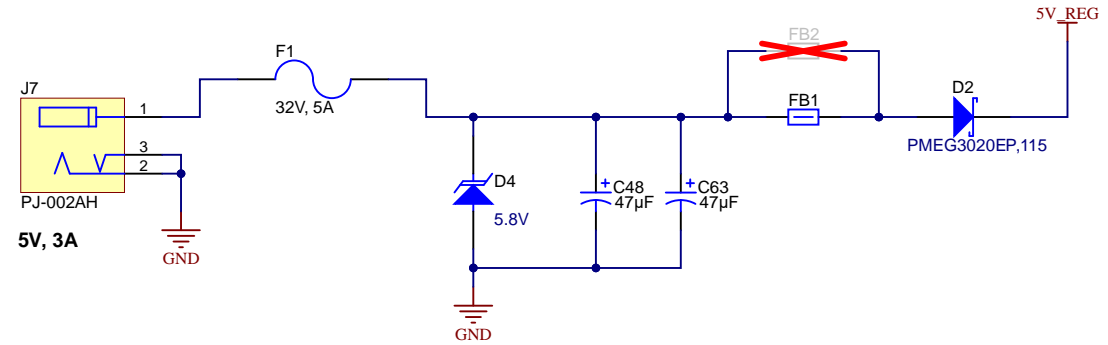 5V_REG
FB2
F1
32V, 5A
J7
1
3
2
PJ-002AH
5V, 3A
GND
D4
5.8V
C48
47µF
C63
47µF
FB1
D2
PMEG3020EP,115
GND